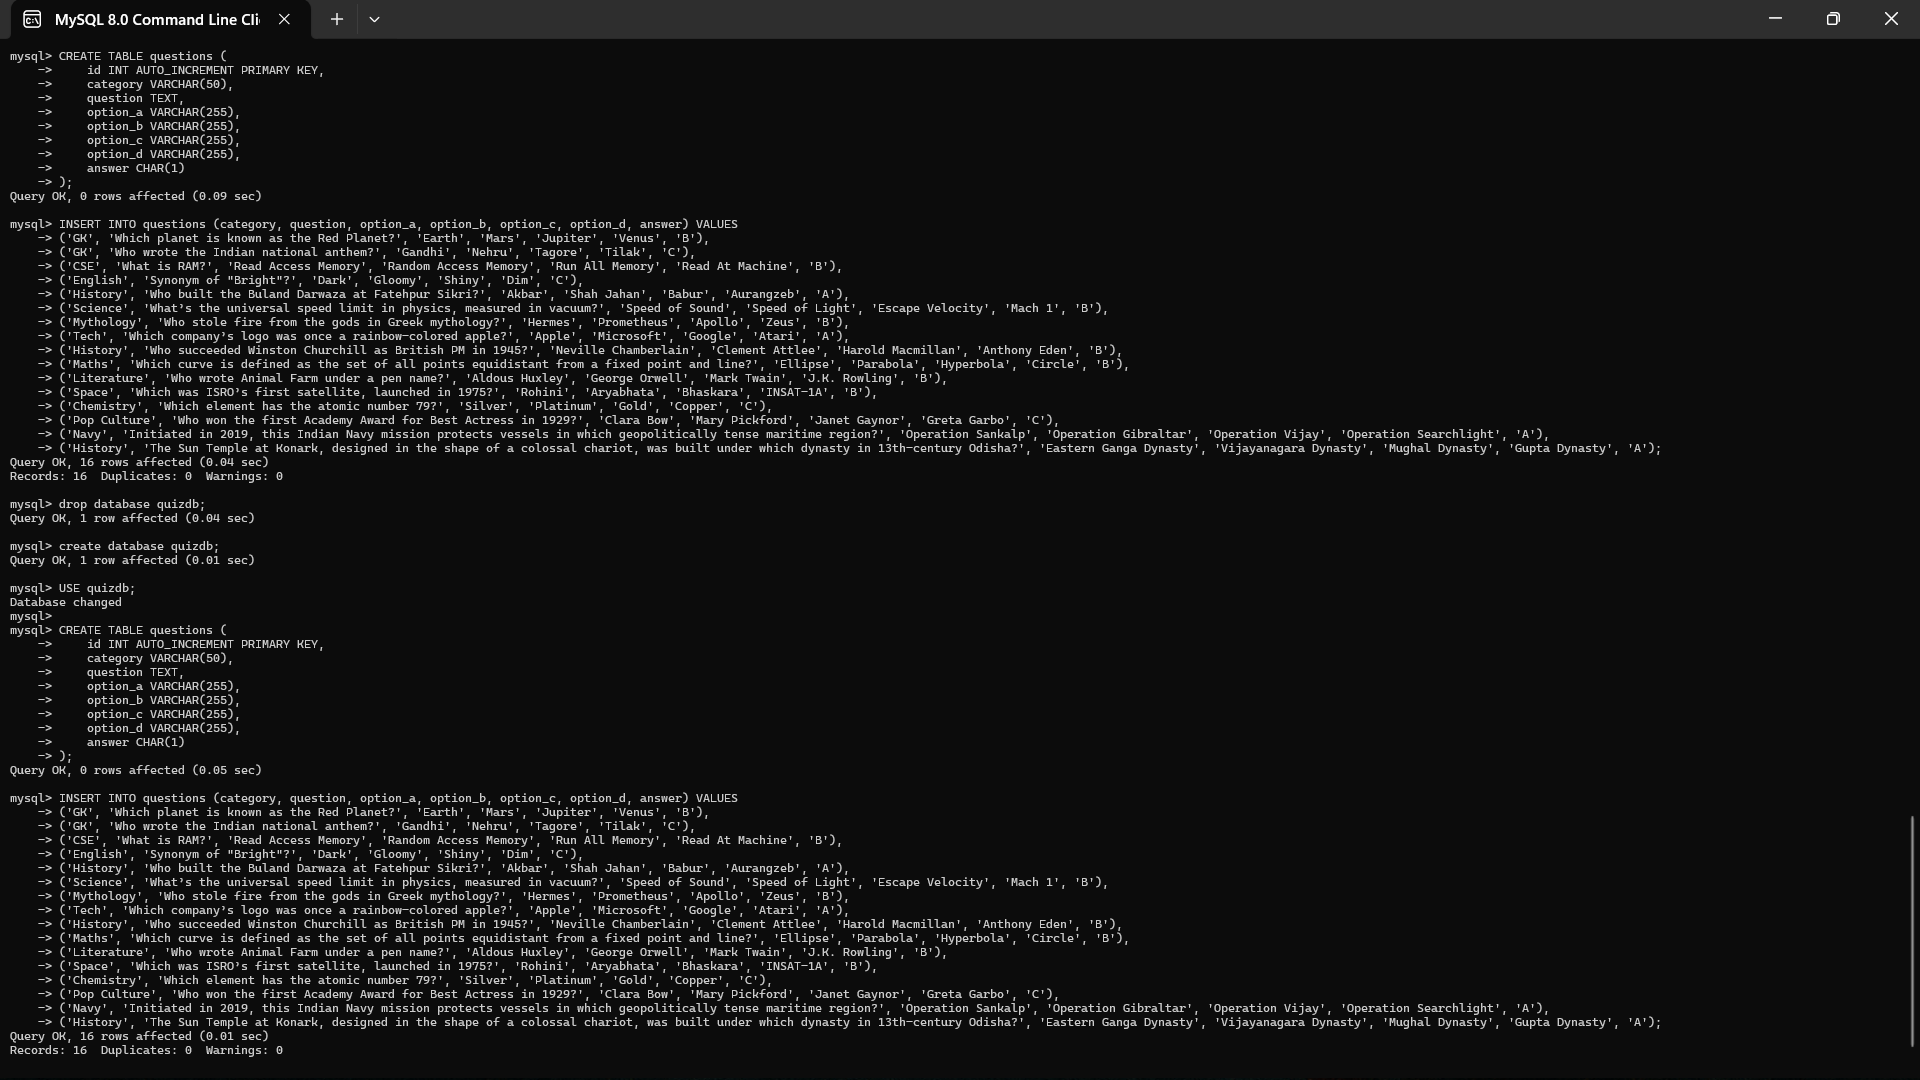 MySQL 8.0 Command Line Cli
mysql> CREATE TABLE questions (
    ->     id INT AUTO_INCREMENT PRIMARY KEY,
    ->     category VARCHAR(50),
    ->     question TEXT,
    ->     option_a VARCHAR(255),
    ->     option_b VARCHAR(255),
    ->     option_c VARCHAR(255),
    ->     option_d VARCHAR(255),
    ->     answer CHAR(1)
    -> );
Query OK, 0 rows affected (0.09 sec)
mysql> INSERT INTO questions (category, question, option_a, option_b, option_c, option_d, answer) VALUES
    -> ('GK', 'Which planet is known as the Red Planet?', 'Earth', 'Mars', 'Jupiter', 'Venus', 'B'),
    -> ('GK', 'Who wrote the Indian national anthem?', 'Gandhi', 'Nehru', 'Tagore', 'Tilak', 'C'),
    -> ('CSE', 'What is RAM?', 'Read Access Memory', 'Random Access Memory', 'Run All Memory', 'Read At Machine', 'B'),
    -> ('English', 'Synonym of "Bright"?', 'Dark', 'Gloomy', 'Shiny', 'Dim', 'C'),
    -> ('History', 'Who built the Buland Darwaza at Fatehpur Sikri?', 'Akbar', 'Shah Jahan', 'Babur', 'Aurangzeb', 'A'),
    -> ('Science', 'What’s the universal speed limit in physics, measured in vacuum?', 'Speed of Sound', 'Speed of Light', 'Escape Velocity', 'Mach 1', 'B'),
    -> ('Mythology', 'Who stole fire from the gods in Greek mythology?', 'Hermes', 'Prometheus', 'Apollo', 'Zeus', 'B'),
    -> ('Tech', 'Which company’s logo was once a rainbow-colored apple?', 'Apple', 'Microsoft', 'Google', 'Atari', 'A'),
    -> ('History', 'Who succeeded Winston Churchill as British PM in 1945?', 'Neville Chamberlain', 'Clement Attlee', 'Harold Macmillan', 'Anthony Eden', 'B'),
    -> ('Maths', 'Which curve is defined as the set of all points equidistant from a fixed point and line?', 'Ellipse', 'Parabola', 'Hyperbola', 'Circle', 'B'),
    -> ('Literature', 'Who wrote Animal Farm under a pen name?', 'Aldous Huxley', 'George Orwell', 'Mark Twain', 'J.K. Rowling', 'B'),
    -> ('Space', 'Which was ISRO’s first satellite, launched in 1975?', 'Rohini', 'Aryabhata', 'Bhaskara', 'INSAT-1A', 'B'),
    -> ('Chemistry', 'Which element has the atomic number 79?', 'Silver', 'Platinum', 'Gold', 'Copper', 'C'),
    -> ('Pop Culture', 'Who won the first Academy Award for Best Actress in 1929?', 'Clara Bow', 'Mary Pickford', 'Janet Gaynor', 'Greta Garbo', 'C'),
    -> ('Navy', 'Initiated in 2019, this Indian Navy mission protects vessels in which geopolitically tense maritime region?', 'Operation Sankalp', 'Operation Gibraltar', 'Operation Vijay', 'Operation Searchlight', 'A'),
    -> ('History', 'The Sun Temple at Konark, designed in the shape of a colossal chariot, was built under which dynasty in 13th-century Odisha?', 'Eastern Ganga Dynasty', 'Vijayanagara Dynasty', 'Mughal Dynasty', 'Gupta Dynasty', 'A');
Query OK, 16 rows affected (0.04 sec)
Records: 16  Duplicates: 0  Warnings: 0
mysql> drop database quizdb;
Query OK, 1 row affected (0.04 sec)
mysql> create database quizdb;
Query OK, 1 row affected (0.01 sec)
mysql> USE quizdb;
Database changed
mysql>
mysql> CREATE TABLE questions (
    ->     id INT AUTO_INCREMENT PRIMARY KEY,
    ->     category VARCHAR(50),
    ->     question TEXT,
    ->     option_a VARCHAR(255),
    ->     option_b VARCHAR(255),
    ->     option_c VARCHAR(255),
    ->     option_d VARCHAR(255),
    ->     answer CHAR(1)
    -> );
Query OK, 0 rows affected (0.05 sec)
mysql> INSERT INTO questions (category, question, option_a, option_b, option_c, option_d, answer) VALUES
    -> ('GK', 'Which planet is known as the Red Planet?', 'Earth', 'Mars', 'Jupiter', 'Venus', 'B'),
    -> ('GK', 'Who wrote the Indian national anthem?', 'Gandhi', 'Nehru', 'Tagore', 'Tilak', 'C'),
    -> ('CSE', 'What is RAM?', 'Read Access Memory', 'Random Access Memory', 'Run All Memory', 'Read At Machine', 'B'),
    -> ('English', 'Synonym of "Bright"?', 'Dark', 'Gloomy', 'Shiny', 'Dim', 'C'),
    -> ('History', 'Who built the Buland Darwaza at Fatehpur Sikri?', 'Akbar', 'Shah Jahan', 'Babur', 'Aurangzeb', 'A'),
    -> ('Science', 'What’s the universal speed limit in physics, measured in vacuum?', 'Speed of Sound', 'Speed of Light', 'Escape Velocity', 'Mach 1', 'B'),
    -> ('Mythology', 'Who stole fire from the gods in Greek mythology?', 'Hermes', 'Prometheus', 'Apollo', 'Zeus', 'B'),
    -> ('Tech', 'Which company’s logo was once a rainbow-colored apple?', 'Apple', 'Microsoft', 'Google', 'Atari', 'A'),
    -> ('History', 'Who succeeded Winston Churchill as British PM in 1945?', 'Neville Chamberlain', 'Clement Attlee', 'Harold Macmillan', 'Anthony Eden', 'B'),
    -> ('Maths', 'Which curve is defined as the set of all points equidistant from a fixed point and line?', 'Ellipse', 'Parabola', 'Hyperbola', 'Circle', 'B'),
    -> ('Literature', 'Who wrote Animal Farm under a pen name?', 'Aldous Huxley', 'George Orwell', 'Mark Twain', 'J.K. Rowling', 'B'),
    -> ('Space', 'Which was ISRO’s first satellite, launched in 1975?', 'Rohini', 'Aryabhata', 'Bhaskara', 'INSAT-1A', 'B'),
    -> ('Chemistry', 'Which element has the atomic number 79?', 'Silver', 'Platinum', 'Gold', 'Copper', 'C'),
    -> ('Pop Culture', 'Who won the first Academy Award for Best Actress in 1929?', 'Clara Bow', 'Mary Pickford', 'Janet Gaynor', 'Greta Garbo', 'C'),
    -> ('Navy', 'Initiated in 2019, this Indian Navy mission protects vessels in which geopolitically tense maritime region?', 'Operation Sankalp', 'Operation Gibraltar', 'Operation Vijay', 'Operation Searchlight', 'A'),
    -> ('History', 'The Sun Temple at Konark, designed in the shape of a colossal chariot, was built under which dynasty in 13th-century Odisha?', 'Eastern Ganga Dynasty', 'Vijayanagara Dynasty', 'Mughal Dynasty', 'Gupta Dynasty', 'A');
Query OK, 16 rows affected (0.01 sec)
Records: 16  Duplicates: 0  Warnings: 0